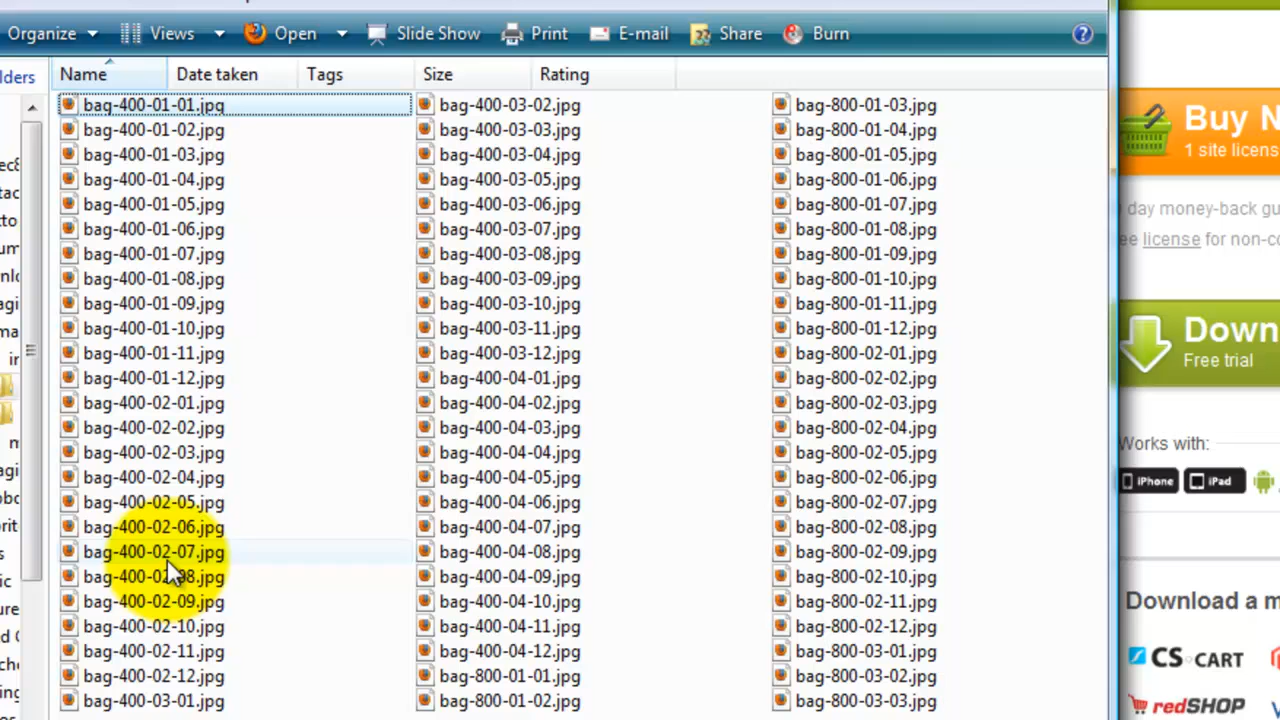 Organize Views Open Slide Show Print E-mail Share Burn
Name Date taken Tags Size Rating
bag-400-01-01.jpg
bag-400-01-02.jpg
bag-400-01-03.jpg
bag-400-01-04.jpg
bag-400-01-05.jpg
bag-400-01-06.jpg
bag-400-01-07.jpg
bag-400-01-08.jpg
bag-400-01-09.jpg
bag-400-01-10.jpg
bag-400-01-11.jpg
bag-400-01-12.jpg
bag-400-02-01.jpg
bag-400-02-02.jpg
bag-400-02-03.jpg
bag-400-02-04.jpg
bag-400-02-05.jpg
bag-400-02-06.jpg
bag-400-02-07.jpg
bag-400-02-08.jpg
bag-400-02-09.jpg
bag-400-02-10.jpg
bag-400-02-11.jpg
bag-400-02-12.jpg
bag-400-03-01.jpg
bag-400-03-02.jpg
bag-400-03-03.jpg
bag-400-03-04.jpg
bag-400-03-05.jpg
bag-400-03-06.jpg
bag-400-03-07.jpg
bag-400-03-08.jpg
bag-400-03-09.jpg
bag-400-03-10.jpg
bag-400-03-11.jpg
bag-400-03-12.jpg
bag-400-04-01.jpg
bag-400-04-02.jpg
bag-400-04-03.jpg
bag-400-04-04.jpg
bag-400-04-05.jpg
bag-400-04-06.jpg
bag-400-04-07.jpg
bag-400-04-08.jpg
bag-400-04-09.jpg
bag-400-04-10.jpg
bag-400-04-11.jpg
bag-400-04-12.jpg
bag-800-01-01.jpg
bag-800-01-02.jpg
bag-800-01-03.jpg
bag-800-01-04.jpg
bag-800-01-05.jpg
bag-800-01-06.jpg
bag-800-01-07.jpg
bag-800-01-08.jpg
bag-800-01-09.jpg
bag-800-01-10.jpg
bag-800-01-11.jpg
bag-800-01-12.jpg
bag-800-02-01.jpg
bag-800-02-02.jpg
bag-800-02-03.jpg
bag-800-02-04.jpg
bag-800-02-05.jpg
bag-800-02-06.jpg
bag-800-02-07.jpg
bag-800-02-08.jpg
bag-800-02-09.jpg
bag-800-02-10.jpg
bag-800-02-11.jpg
bag-800-02-12.jpg
bag-800-03-01.jpg
bag-800-03-02.jpg
bag-800-03-03.jpg
Buy N
1 site licens
day money-back gu
license for non-co
Down
Free trial
Works with:
iPhone iPad
Download a m
CS-CART
redSHOP